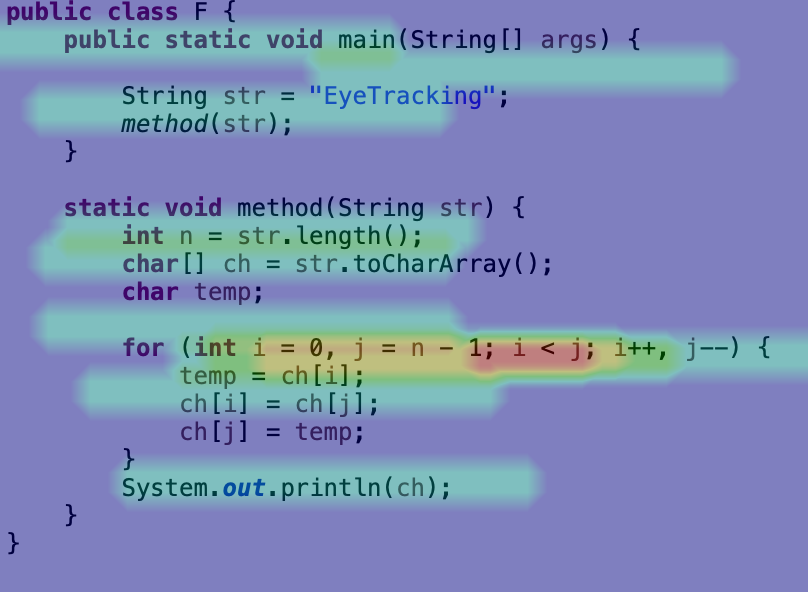 public class F {
    public static void main(String[] args) {
        String str = "EyeTracking";
        method(str);
    }
    static void method(String str) {
        int n = str.length();
        char[] ch = str.toCharArray();
        char temp;
        for (int i = 0, j = n - 1; i < j; i++, j--) {
            temp = ch[i];
            ch[i] = ch[j];
            ch[j] = temp;
        }
        System.out.println(ch);
    }
}